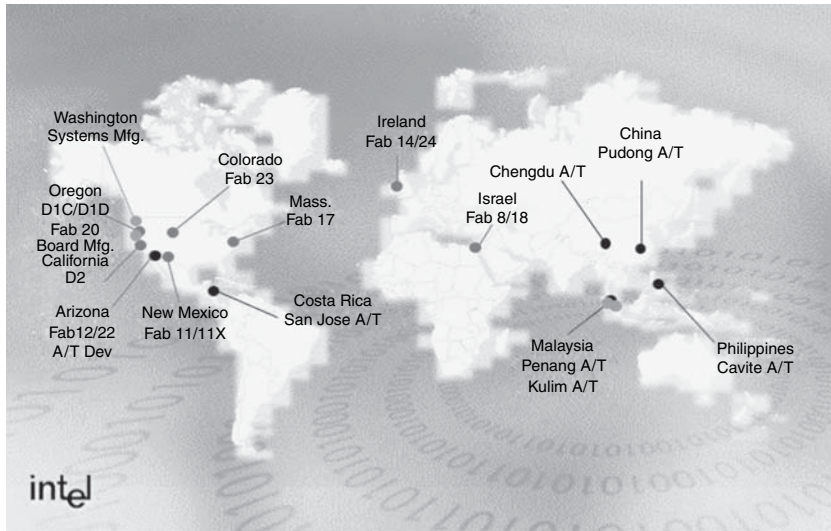 Washington
Systems Mfg.
Colorado
Fab 23
Oregon
D1C/D1D
Fab 20
Board Mfg.
California
D2
Mass.
Fab 17
Arizona
Fab12/22
A/T Dev
New Mexico
Fab 11/11X
Costa Rica
San Jose A/T
Ireland
Fab 14/24
Israel
Fab 8/18
Chengdu A/T
China
Pudong A/T
Malaysia
Penang A/T
Kulim A/T
Philippines
Cavite A/T
intel